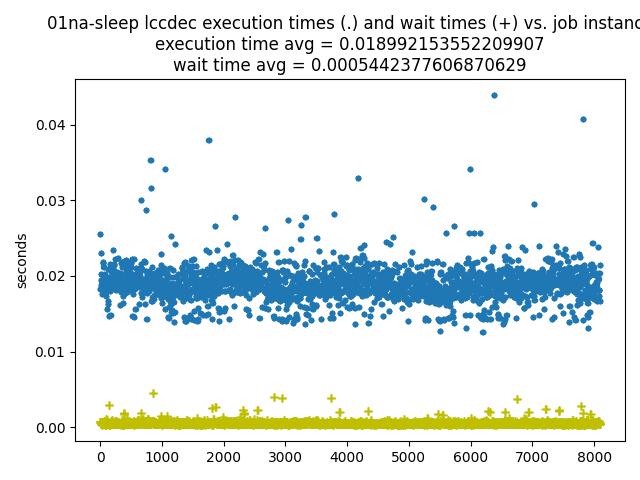 01na-sleep lccdec execution times (.) and wait times (+) vs. job instanc
execution time avg = 0.018992153552209907
wait time avg = 0.0005442377606870629
0.04
0.03
0.02
0.01
0.00
seconds
0 1000 2000 3000 4000 5000 6000 7000 8000